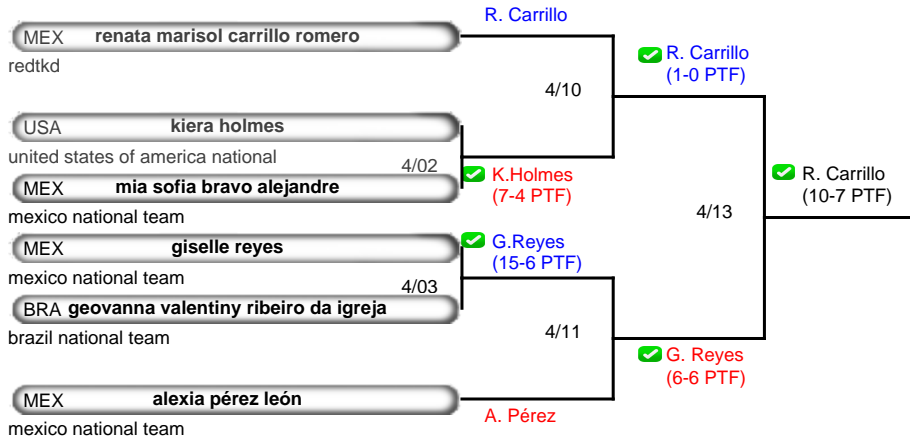 R. Carrillo
MEX renata marisol carrillo romero
redtkd
R. Carrillo
(1-0 PTF)
4/10
USA kiera holmes
united states of america national
4/02
K.Holmes
(7-4 PTF)
MEX mia sofia bravo alejandre
mexico national team
R. Carrillo
(10-7 PTF)
4/13
MEX giselle reyes
mexico national team
G.Reyes
(15-6 PTF)
4/03
BRA geovanna valentiny ribeiro da igreja
brazil national team
4/11
G. Reyes
(6-6 PTF)
MEX alexia pérez león
mexico national team
A. Pérez